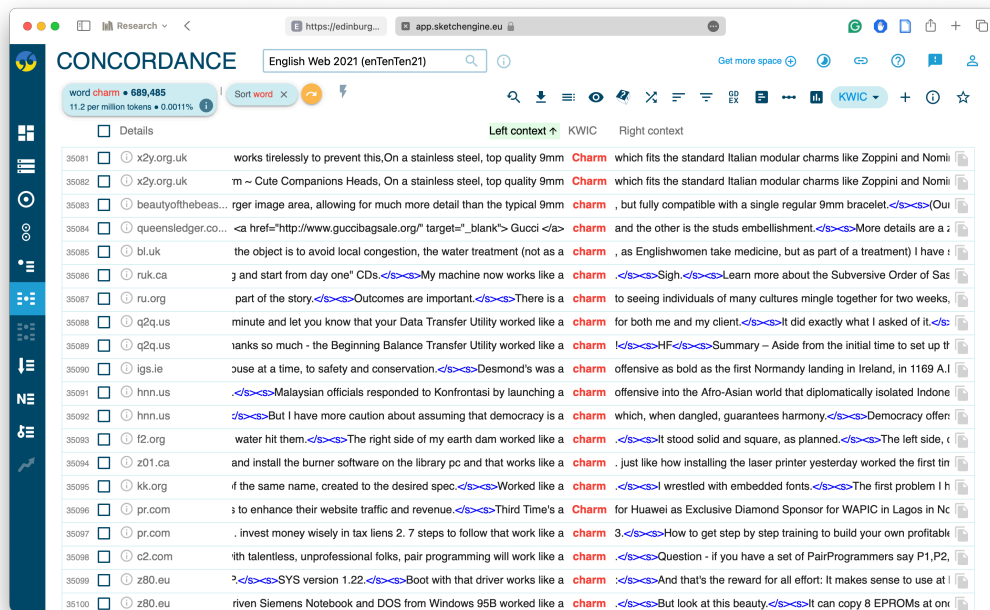 Research
https://edinburg...
app.sketchengine.eu
CONCORDANCE
English Web 2021 (enTenTen21)
Get more space
word charm • 689,485
11.2 per million tokens • 0.0011%
Sort word
GD
EX
KWIC
Details Left context KWIC Right context
35081 x2y.org.uk works tirelessly to prevent this,On a stainless steel, top quality 9mm Charm which fits the standard Italian modular charms like Zoppini and Nomi
35082 x2y.org.uk ~ Cute Companions Heads, On a stainless steel, top quality 9mm Charm which fits the standard Italian modular charms like Zoppini and Nomi
35083 beautyofthebeas... rger image area, allowing for much more detail than the typical 9mm charm , but fully compatible with a single regular 9mm bracelet.</s><s>(Our
35084 queensledger.co... <a href="http://www.guccibagsale.org/" target="_blank"> Gucci </a> charm and the other is the studs embellishment.</s><s>More details are a
35085 bl.uk the object is to avoid local congestion, the water treatment (not as a charm , as Englishwomen take medicine, but as part of a treatment) I have
35086 ruk.ca g and start from day one" CDs.</s><s>My machine now works like a charm .</s><s>Sigh.</s><s>Learn more about the Subversive Order of Sas
35087 ru.org part of the story.</s><s>Outcomes are important.</s><s>There is a charm to seeing individuals of many cultures mingle together for two weeks,
35088 q2q.us minute and let you know that your Data Transfer Utility worked like a charm for both me and my client.</s><s>It did exactly what I asked of it.</s>
35089 q2q.us anks so much - the Beginning Balance Transfer Utility worked like a charm !</s><s>HF</s><s>Summary – Aside from the initial time to set up th
35090 igs.ie ouse at a time, to safety and conservation.</s><s>Desmond's was a charm offensive as bold as the first Normandy landing in Ireland, in 1169 A.
35091 hnn.us .</s><s>Malaysian officials responded to Konfrontasi by launching a charm offensive into the Afro-Asian world that diplomatically isolated Indone
35092 hnn.us </s><s>But I have more caution about assuming that democracy is a charm which, when dangled, guarantees harmony.</s><s>Democracy offer
35093 f2.org water hit them.</s><s>The right side of my earth dam worked like a charm .</s><s>It stood solid and square, as planned.</s><s>The left side,
35094 z01.ca and install the burner software on the library pc and that works like a charm . just like how installing the laser printer yesterday worked the first tim
35095 kk.org of the same name, created to the desired spec.</s><s>Worked like a charm .</s><s>I wrestled with embedded fonts.</s><s>The first problem I h
35096 pr.com s to enhance their website traffic and revenue.</s><s>Third Time's a Charm for Huawei as Exclusive Diamond Sponsor for WAPIC in Lagos in No
35097 pr.com . invest money wisely in tax liens 2. 7 steps to follow that work like a charm 3.</s><s>How to get step by step training to build your own profitable
35098 c2.com ith talentless, unprofessional folks, pair programming will work like a charm .</s><s>Question - if you have a set of PairProgrammers say P1,P2,
35099 z80.eu ?.</s><s>SYS version 1.22.</s><s>Boot with that driver works like a charm :</s><s>And that's the reward for all effort: It makes sense to use at
35100 z80.eu riven Siemens Notebook and DOS from Windows 95B worked like a charm .</s><s>But look at this beauty.</s><s>It can copy 8 EPROMs at on